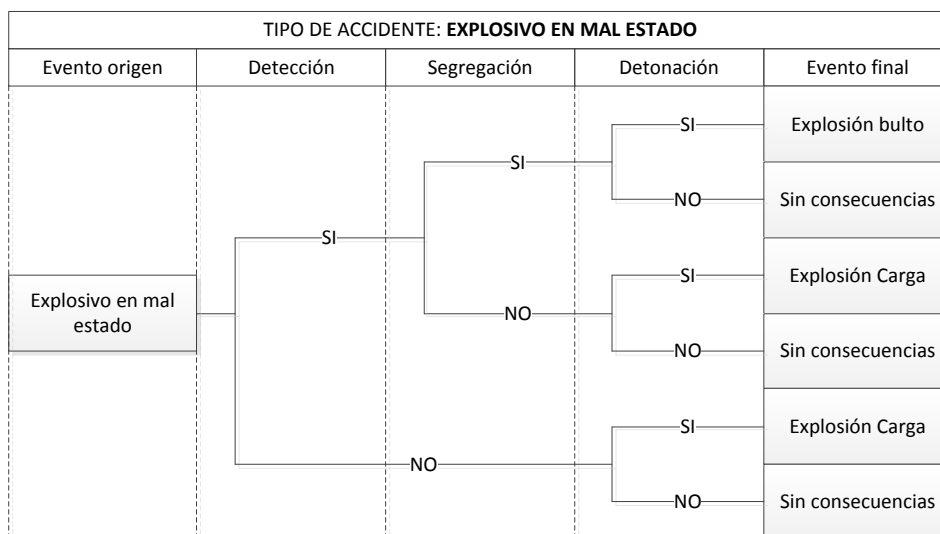 TIPO DE ACCIDENTE: EXPLOSIVO EN MAL ESTADO
Evento origen
Detección
Segregación
Detonación
Evento final
SI
Explosión bulto
SI
NO
Sin consecuencias
SI
SI
Explosión Carga
Explosivo en mal
estado
NO
NO
Sin consecuencias
SI
Explosión Carga
NO
NO
Sin consecuencias